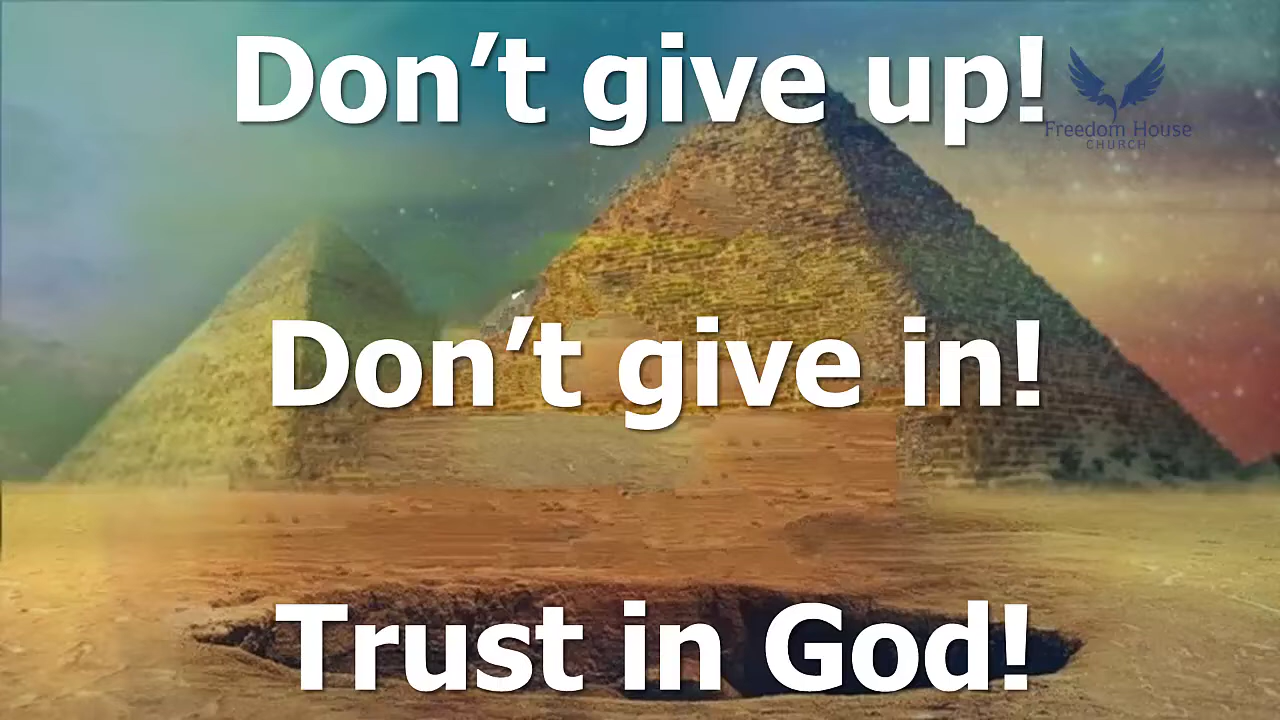 Don’t give up!
Freedom House
CHURCH
Don’t give in!
Trust in God!